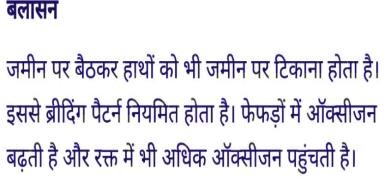 बलासन
जमीन पर बैठकर हाथों को भी जमीन पर टिकाना होता है।
इससे ब्रीदिंग पैटर्न नियमित होता है। फेफड़ों में ऑक्सीजन
बढ़ती है और रक्त में भी अधिक ऑक्सीजन पहुंचती है।